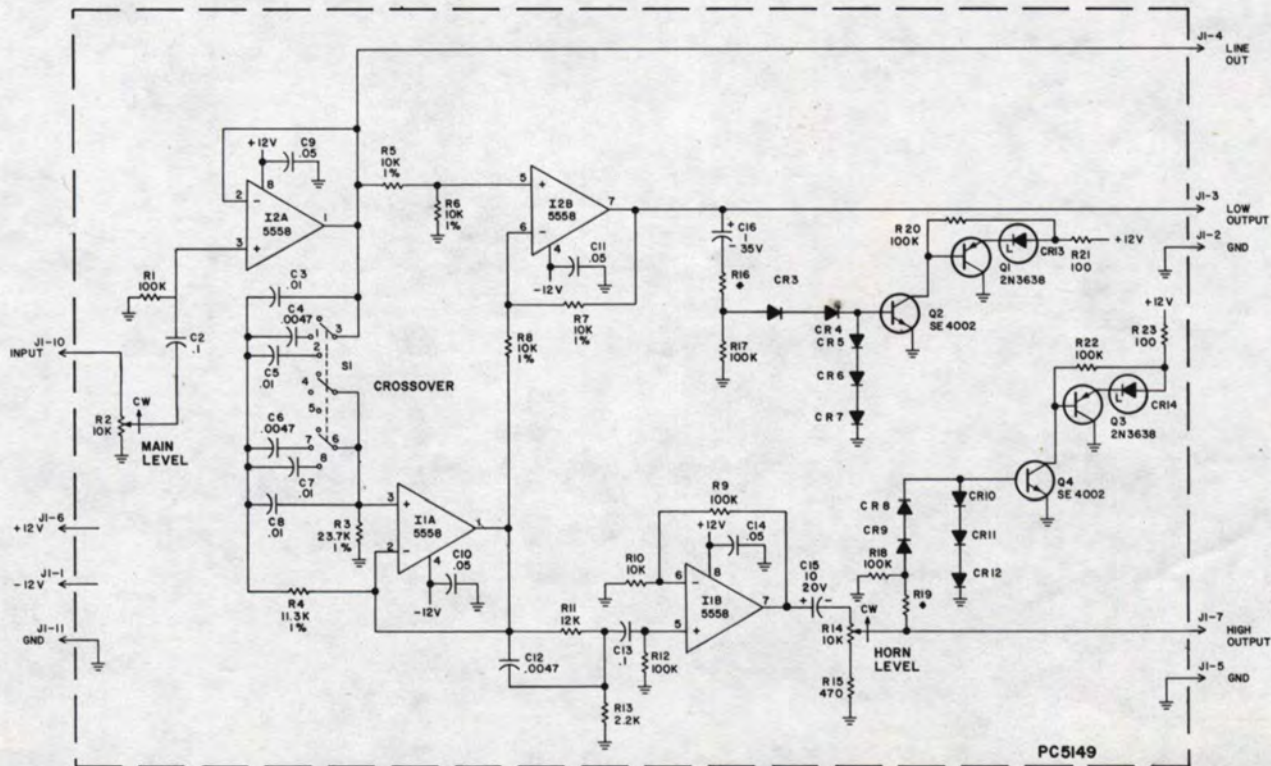 J1-4
LINE
OUT
+12V
C9
.05
8
2
3
1
I2A
5558
R5
10K
1%
R6
10K
1%
5
6
7
4
I2B
5558
C11
.05
-12V
R7
10K
1%
R8
10K
1%
J1-3
LOW
OUTPUT
J1-2
GND
C16
1
35V
R16
CR3
R17
100K
CR4
CR5
CR6
CR7
Q2
SE4002
R20
100K
Q1
2N3638
L
CR13
R21
100
+12V
+12V
R23
100
R22
100K
Q3
2N3638
L
CR14
R1
100K
C2
.1
J1-10
INPUT
R2
10K
CW
MAIN
LEVEL
C3
.01
C4
.0047
C5
.01
1
2
3
S1
4
5
CROSSOVER
C6
.0047
7
6
8
C7
.01
C8
.01
R3
23.7K
1%
R4
11.3K
1%
3
2
1
4
I1A
5558
C10
.05
-12V
J1-6
+12V
J1-1
-12V
J1-11
GND
C12
.0047
R11
12K
C13
.1
R12
100K
R13
2.2K
R9
100K
+12V
C14
.05
8
R10
10K
6
5
7
I1B
5558
C15
10
20V
R14
10K
CW
HORN
LEVEL
R15
470
R18
100K
CR8
CR9
R19
CR10
CR11
CR12
Q4
SE4002
J1-7
HIGH
OUTPUT
J1-5
GND
PC5149